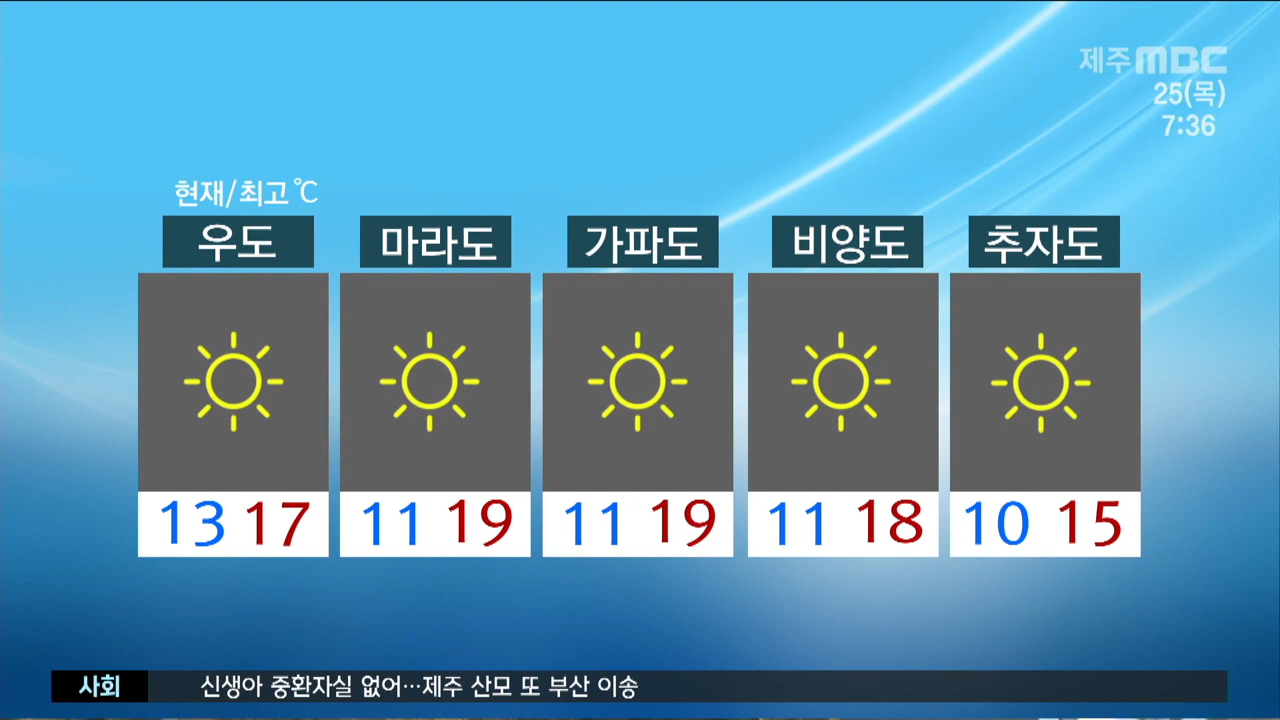 제주MBC
25(목)
7:36
현재/최고℃
우도 마라도 가파도 비양도 추자도
13 17 11 19 11 19 11 18 10 15
사회 신생아 중환자실 없어…제주 산모 또 부산 이송